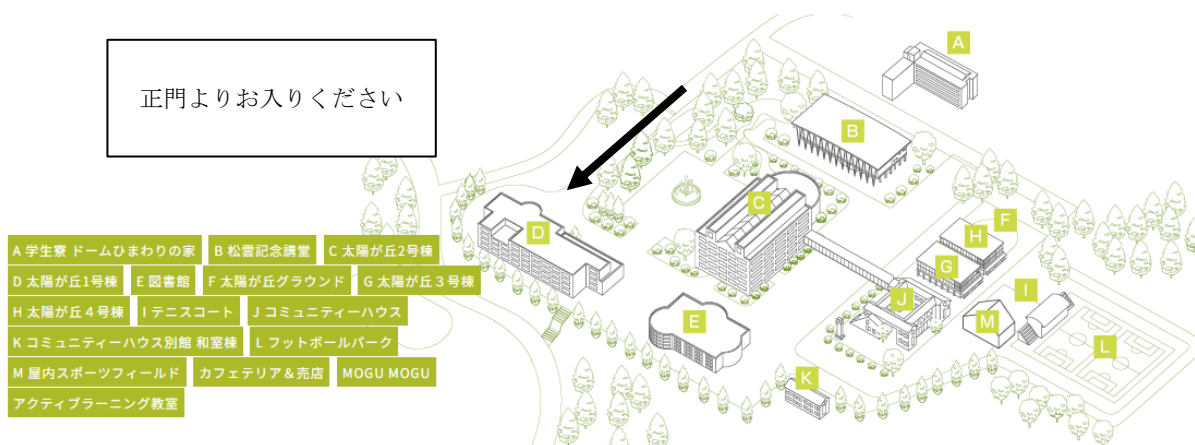 正門よりお入りください
A 学生寮 ドームひまわりの家 B 松雲記念講堂 C 太陽が丘2号棟
D 太陽が丘1号棟 E 図書館 F 太陽が丘グラウンド G 太陽が丘３号棟
H 太陽が丘４号棟 I テニスコート J コミュニティーハウス
K コミュニティーハウス別館 和室棟 L フットボールパーク
M 屋内スポーツフィールド カフェテリア＆売店 MOGU MOGU
アクティブラーニング教室
A
B
C
D
E
F
H
G
I
J
M
L
K